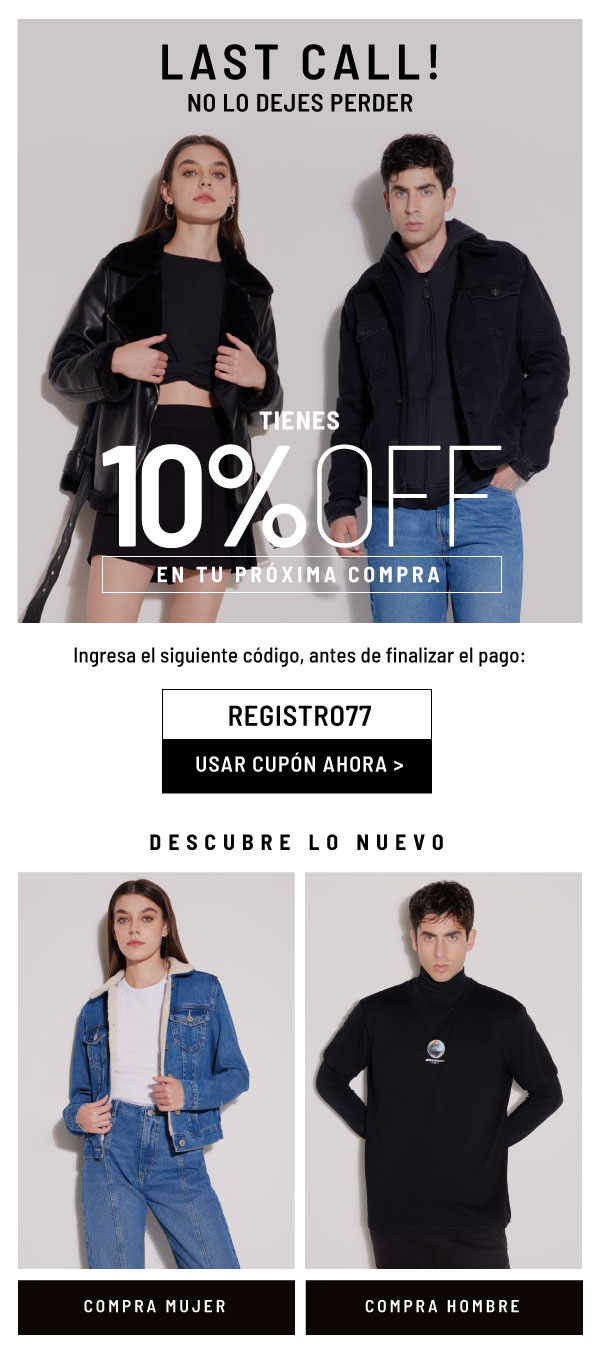 LAST CALL!
NO LO DEJES PERDER
TIENES
10%OFF
EN TU PRÓXIMA COMPRA
Ingresa el siguiente código, antes de finalizar el pago:
REGISTRO77
USAR CUPÓN AHORA >
DESCUBRE LO NUEVO
COMPRA MUJER
COMPRA HOMBRE